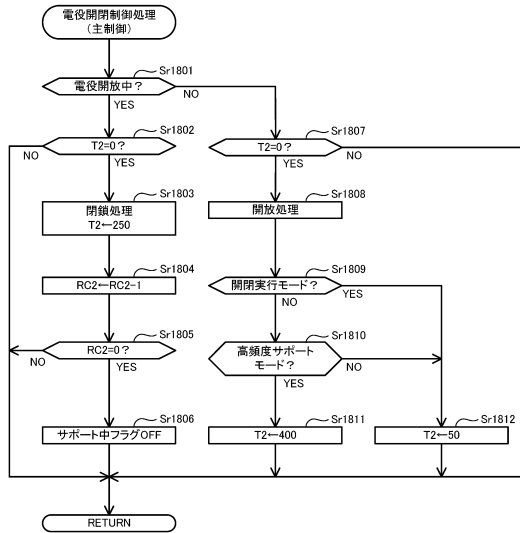 電役開閉制御処理
(主制御)
Sr1801
電役開放中？
YES
NO
Sr1802
T2=0？
NO
YES
Sr1803
閉鎖処理
T2←250
Sr1804
RC2←RC2-1
Sr1805
RC2=0？
NO
YES
Sr1806
サポート中フラグOFF
Sr1807
T2=0？
NO
YES
Sr1808
開放処理
Sr1809
開閉実行モード？
YES
NO
Sr1810
高頻度サポート
モード？
NO
YES
Sr1811
T2←400
Sr1812
T2←50
RETURN